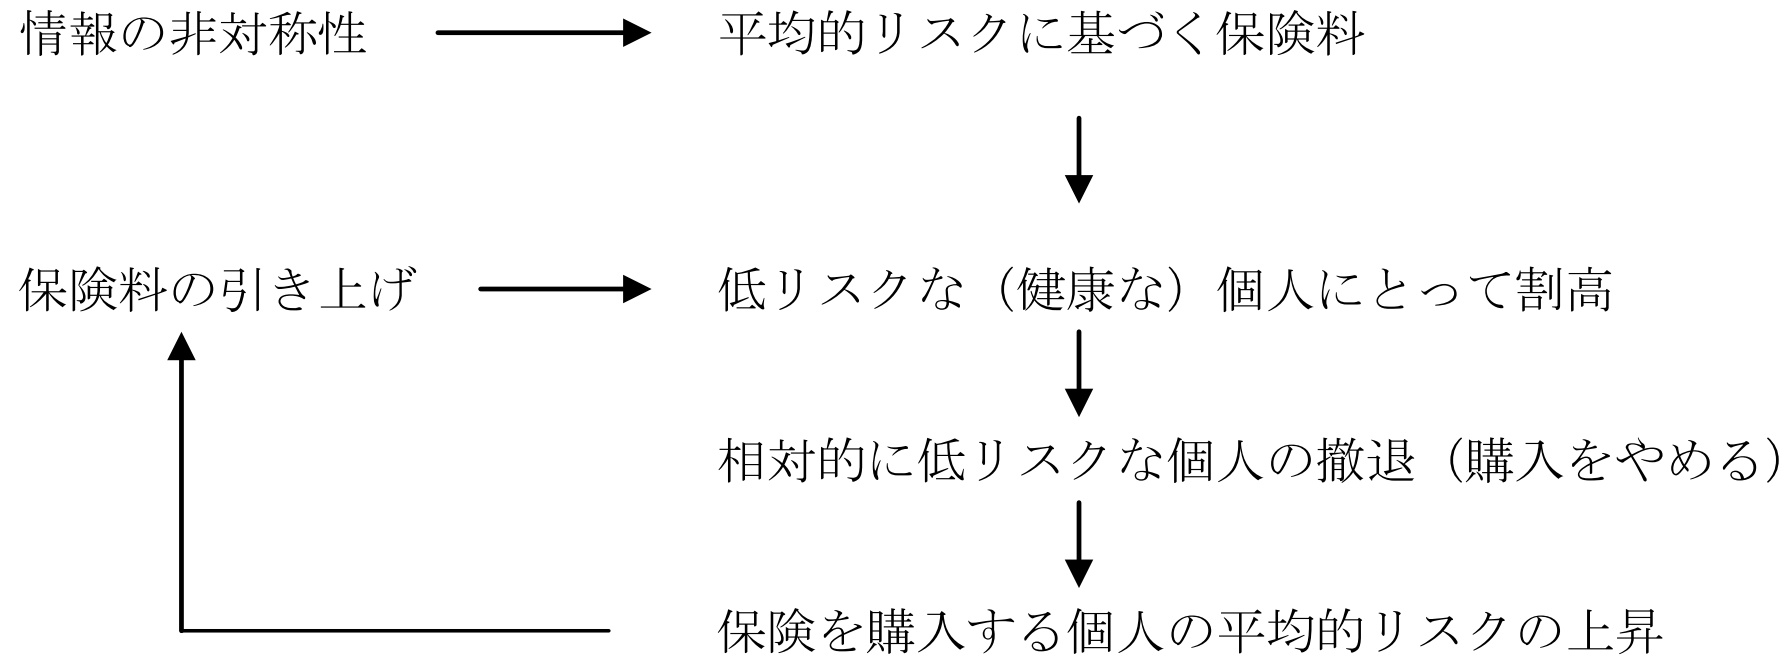 情報の非対称性
平均的リスクに基づく保険料
保険料の引き上げ
低リスクな（健康な）個人にとって割高
相対的に低リスクな個人の撤退（購入をやめる）
保険を購入する個人の平均的リスクの上昇